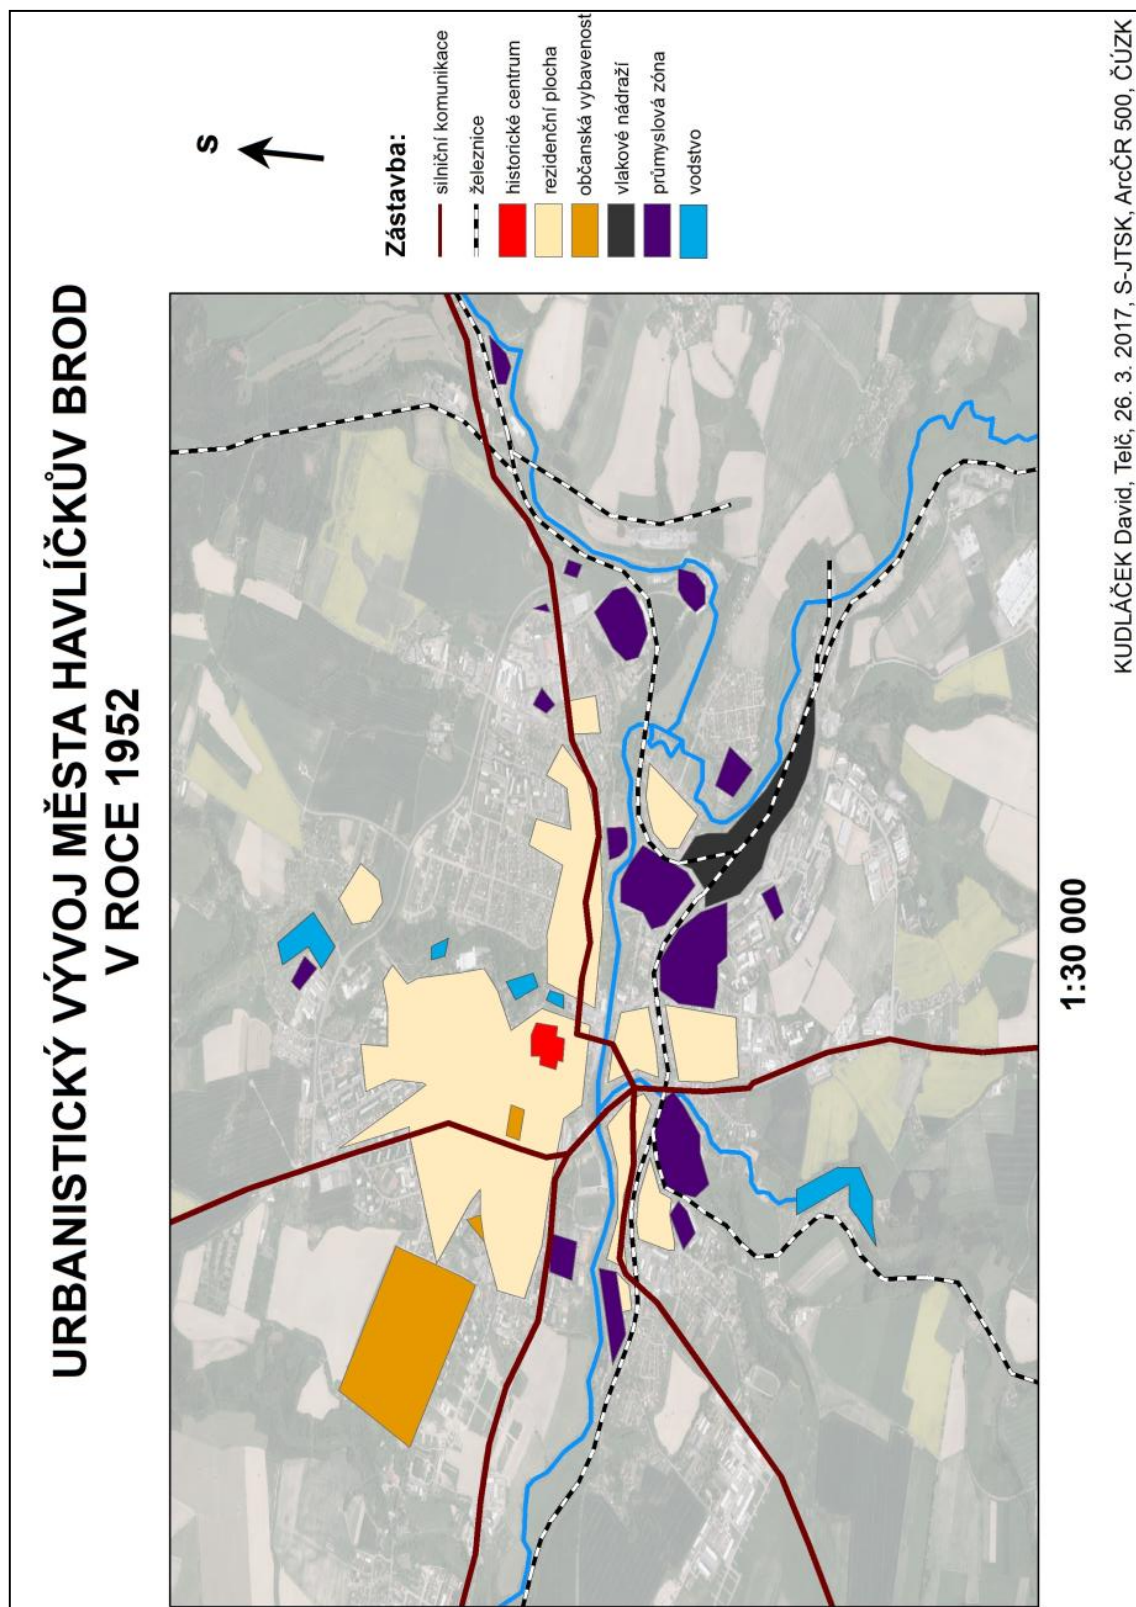 URBANISTICKÝ VÝVOJ MĚSTA HAVLÍČKŮV BROD
V ROCE 1952
S
Zástavba:
silniční komunikace
železnice
historické centrum
rezidenční plocha
občanská vybavenost
vlakové nádraží
průmyslová zóna
vodstvo
1:30 000
KUDLÁČEK David, Telč, 26. 3. 2017, S-JTSK, ArcČR 500, ČÚZK